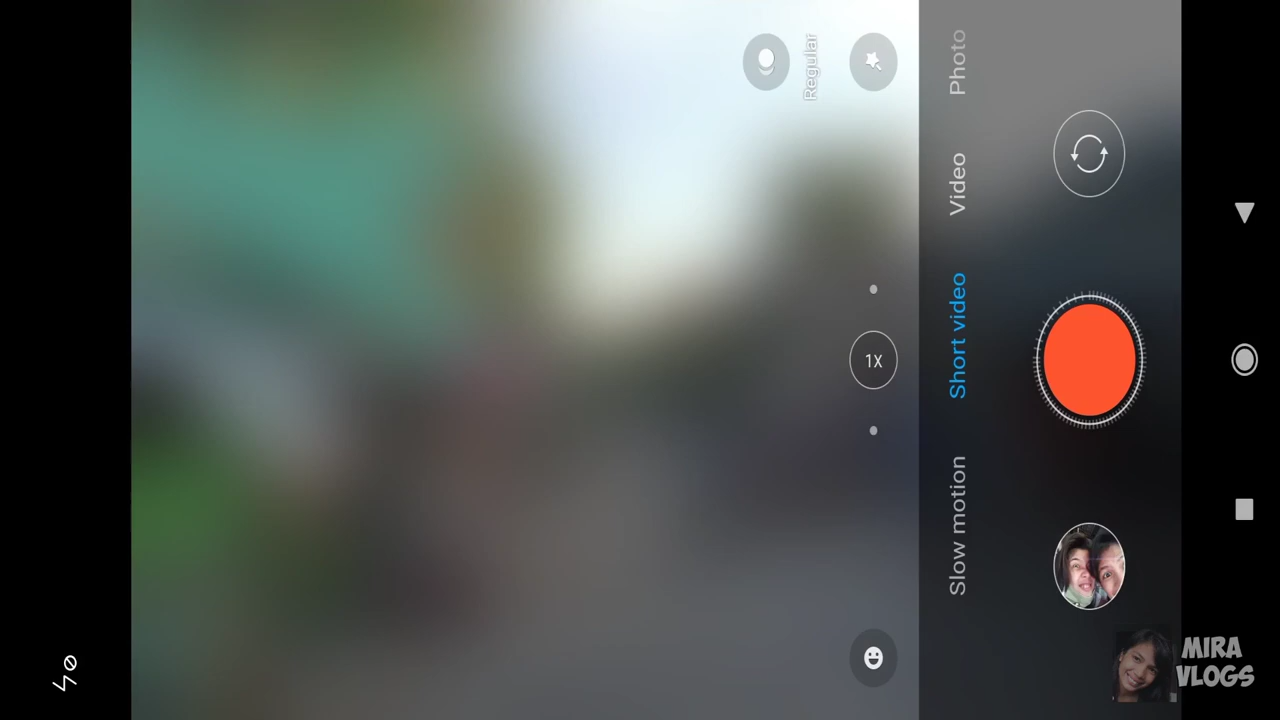 Regular
1X
Photo
Video
Short video
Slow motion
MIRA
VLOGS